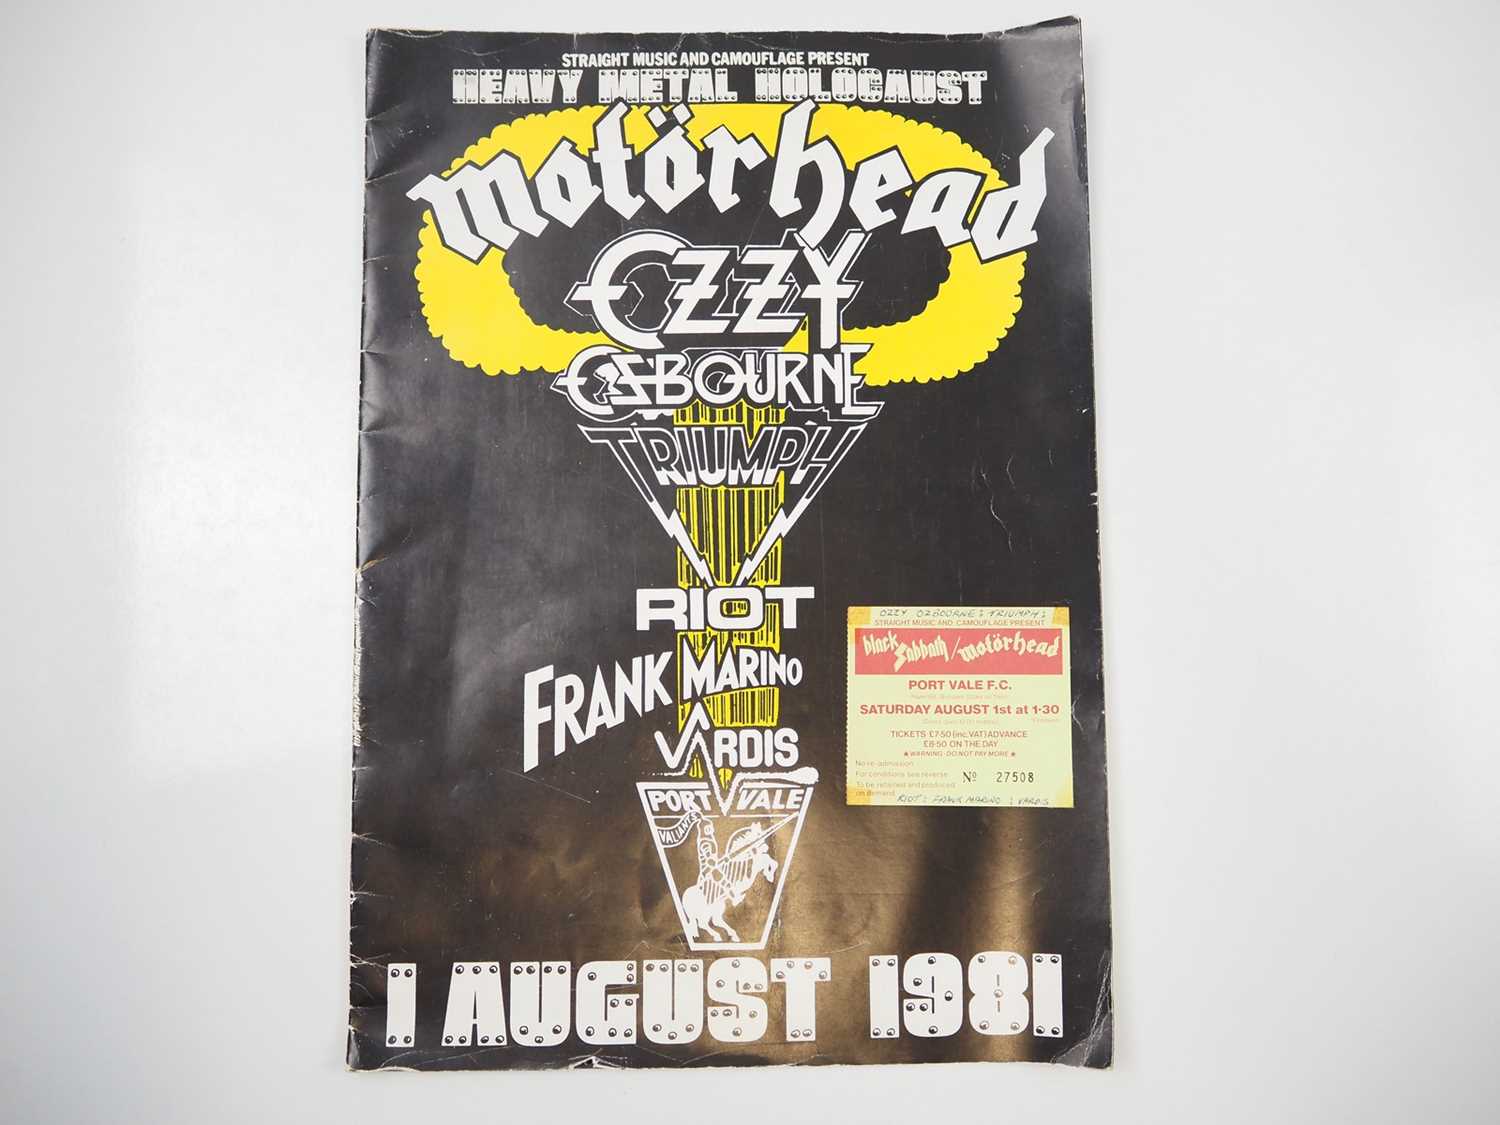 STRAIGHT MUSIC AND CAMOUFLAGE PRESENT
HEAVY METAL HOLOCAUST
motörhead
OZZY
OSBOURNE
TRIUMPH
RIOT
FRANK MARINO
VARDIS
PORT VALE
VALIANTS
1 AUGUST 1981
OZZY OZBOURNE : TRIUMPH :
STRAIGHT MUSIC AND CAMOUFLAGE PRESENT
black Sabbath/motörhead
PORT VALE F.C.
SATURDAY AUGUST 1st at 1·30
TICKETS £7·50 (inc. VAT) ADVANCE
£8·50 ON THE DAY
★ WARNING · DO NOT PAY MORE ★
No re-admission
For conditions see reverse No 27508
To be retained and produced
on demand RIOT : FRANK MARINO : VARDIS